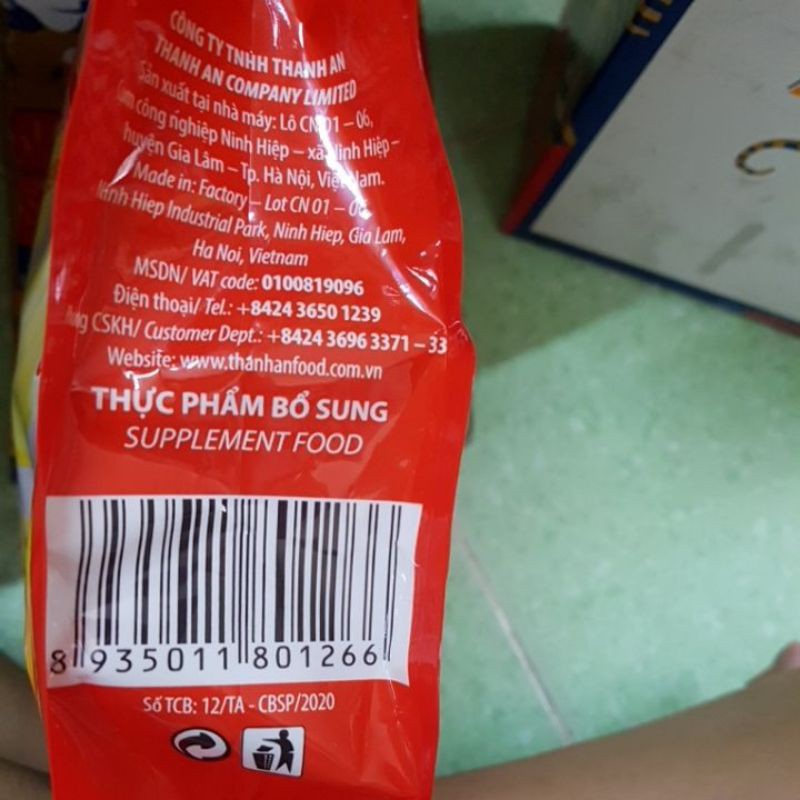 CÔNG TY TNHH THANH AN
THANH AN COMPANY LIMITED
Sản xuất tại nhà máy: Lô CN 01 – 06,
công nghiệp Ninh Hiệp – xã Ninh Hiệp –
huyện Gia Lâm – Tp. Hà Nội, Việt Nam.
Made in: Factory – Lot CN 01 – 06
Ninh Hiep Industrial Park, Ninh Hiep, Gia Lam,
Ha Noi, Vietnam
MSDN/ VAT code: 0100819096
Điện thoại/ Tel.: +8424 3650 1239
CSKH/ Customer Dept.: +8424 3696 3371 – 33
Website: www.thanhanfood.com.vn
THỰC PHẨM BỔ SUNG
SUPPLEMENT FOOD
8 935011 801266
Số TCB: 12/TA - CBSP/2020